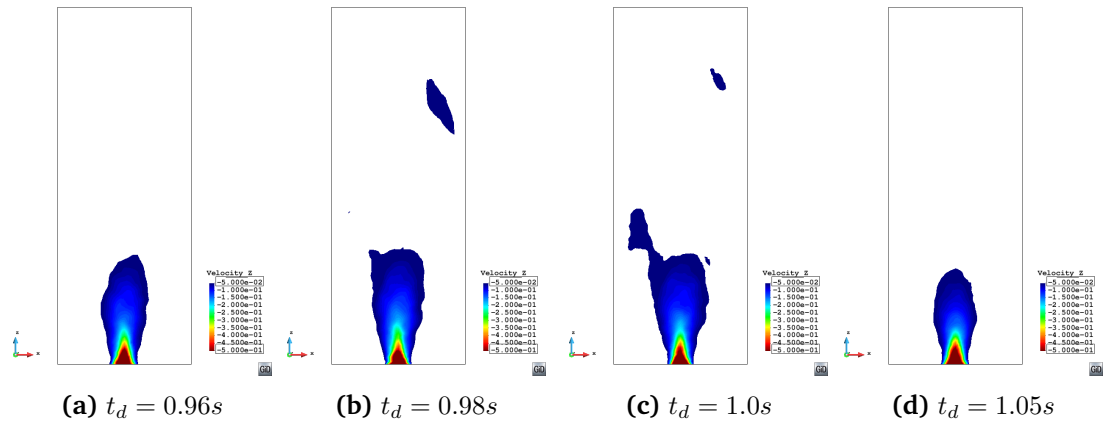 Velocity Z
-5.000e-02
-1.000e-01
-1.500e-01
-2.000e-01
-2.500e-01
-3.000e-01
-3.500e-01
-4.000e-01
-4.500e-01
-5.000e-01
z
x
GD
(a) t_d = 0.96s
Velocity Z
-5.000e-02
-1.000e-01
-1.500e-01
-2.000e-01
-2.500e-01
-3.000e-01
-3.500e-01
-4.000e-01
-4.500e-01
-5.000e-01
z
x
GD
(b) t_d = 0.98s
Velocity Z
-5.000e-02
-1.000e-01
-1.500e-01
-2.000e-01
-2.500e-01
-3.000e-01
-3.500e-01
-4.000e-01
-4.500e-01
-5.000e-01
z
x
GD
(c) t_d = 1.0s
Velocity Z
-5.000e-02
-1.000e-01
-1.500e-01
-2.000e-01
-2.500e-01
-3.000e-01
-3.500e-01
-4.000e-01
-4.500e-01
-5.000e-01
z
x
GD
(d) t_d = 1.05s